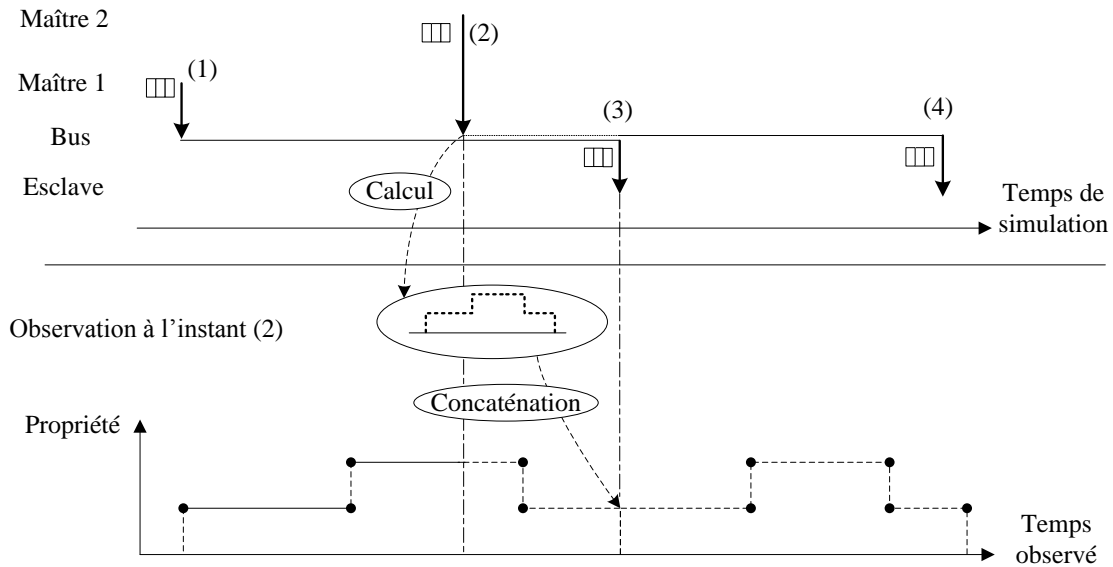 Maître 2
(2)
Maître 1
(1)
(3)
(4)
Bus
Esclave
Calcul
Temps de
simulation
Observation à l’instant (2)
Concaténation
Propriété
Temps
observé